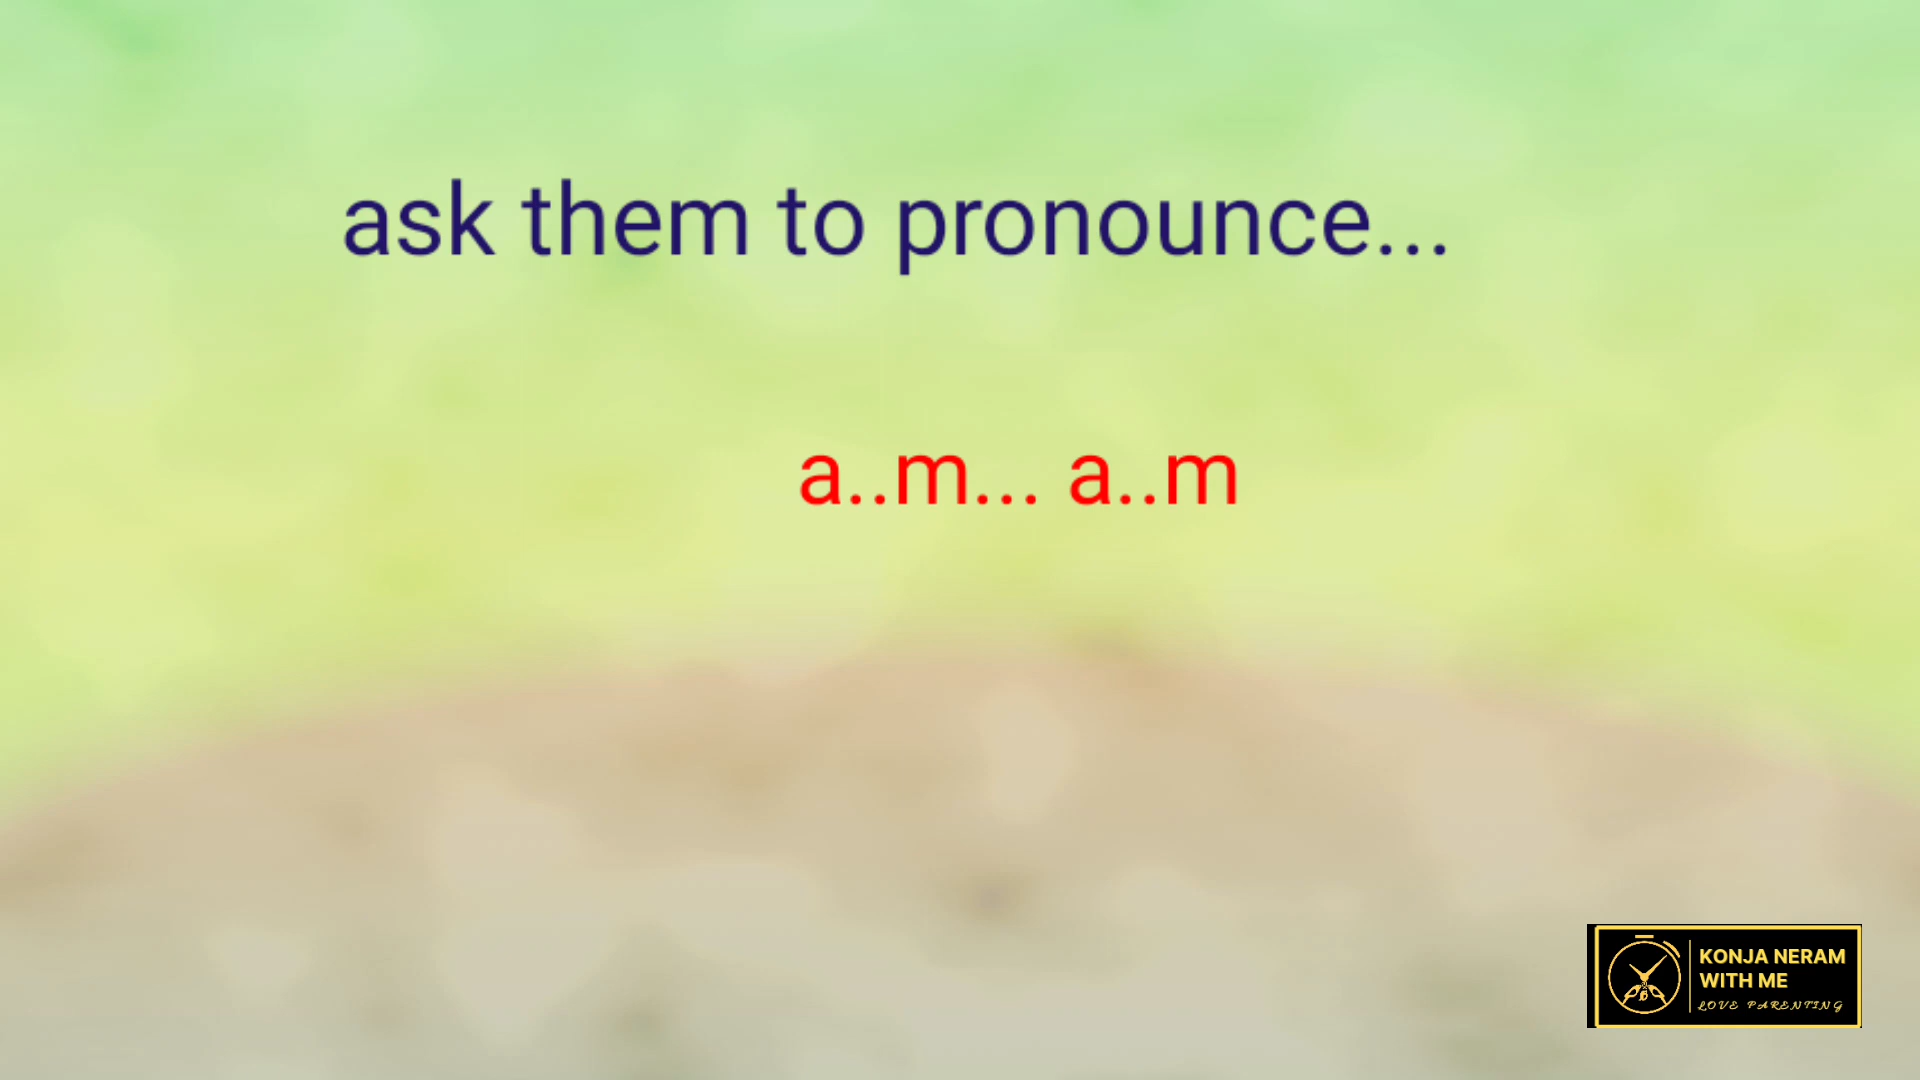 ask them to pronounce...
a..m... a..m
KONJA NERAM
WITH ME
LOVE PARENTING